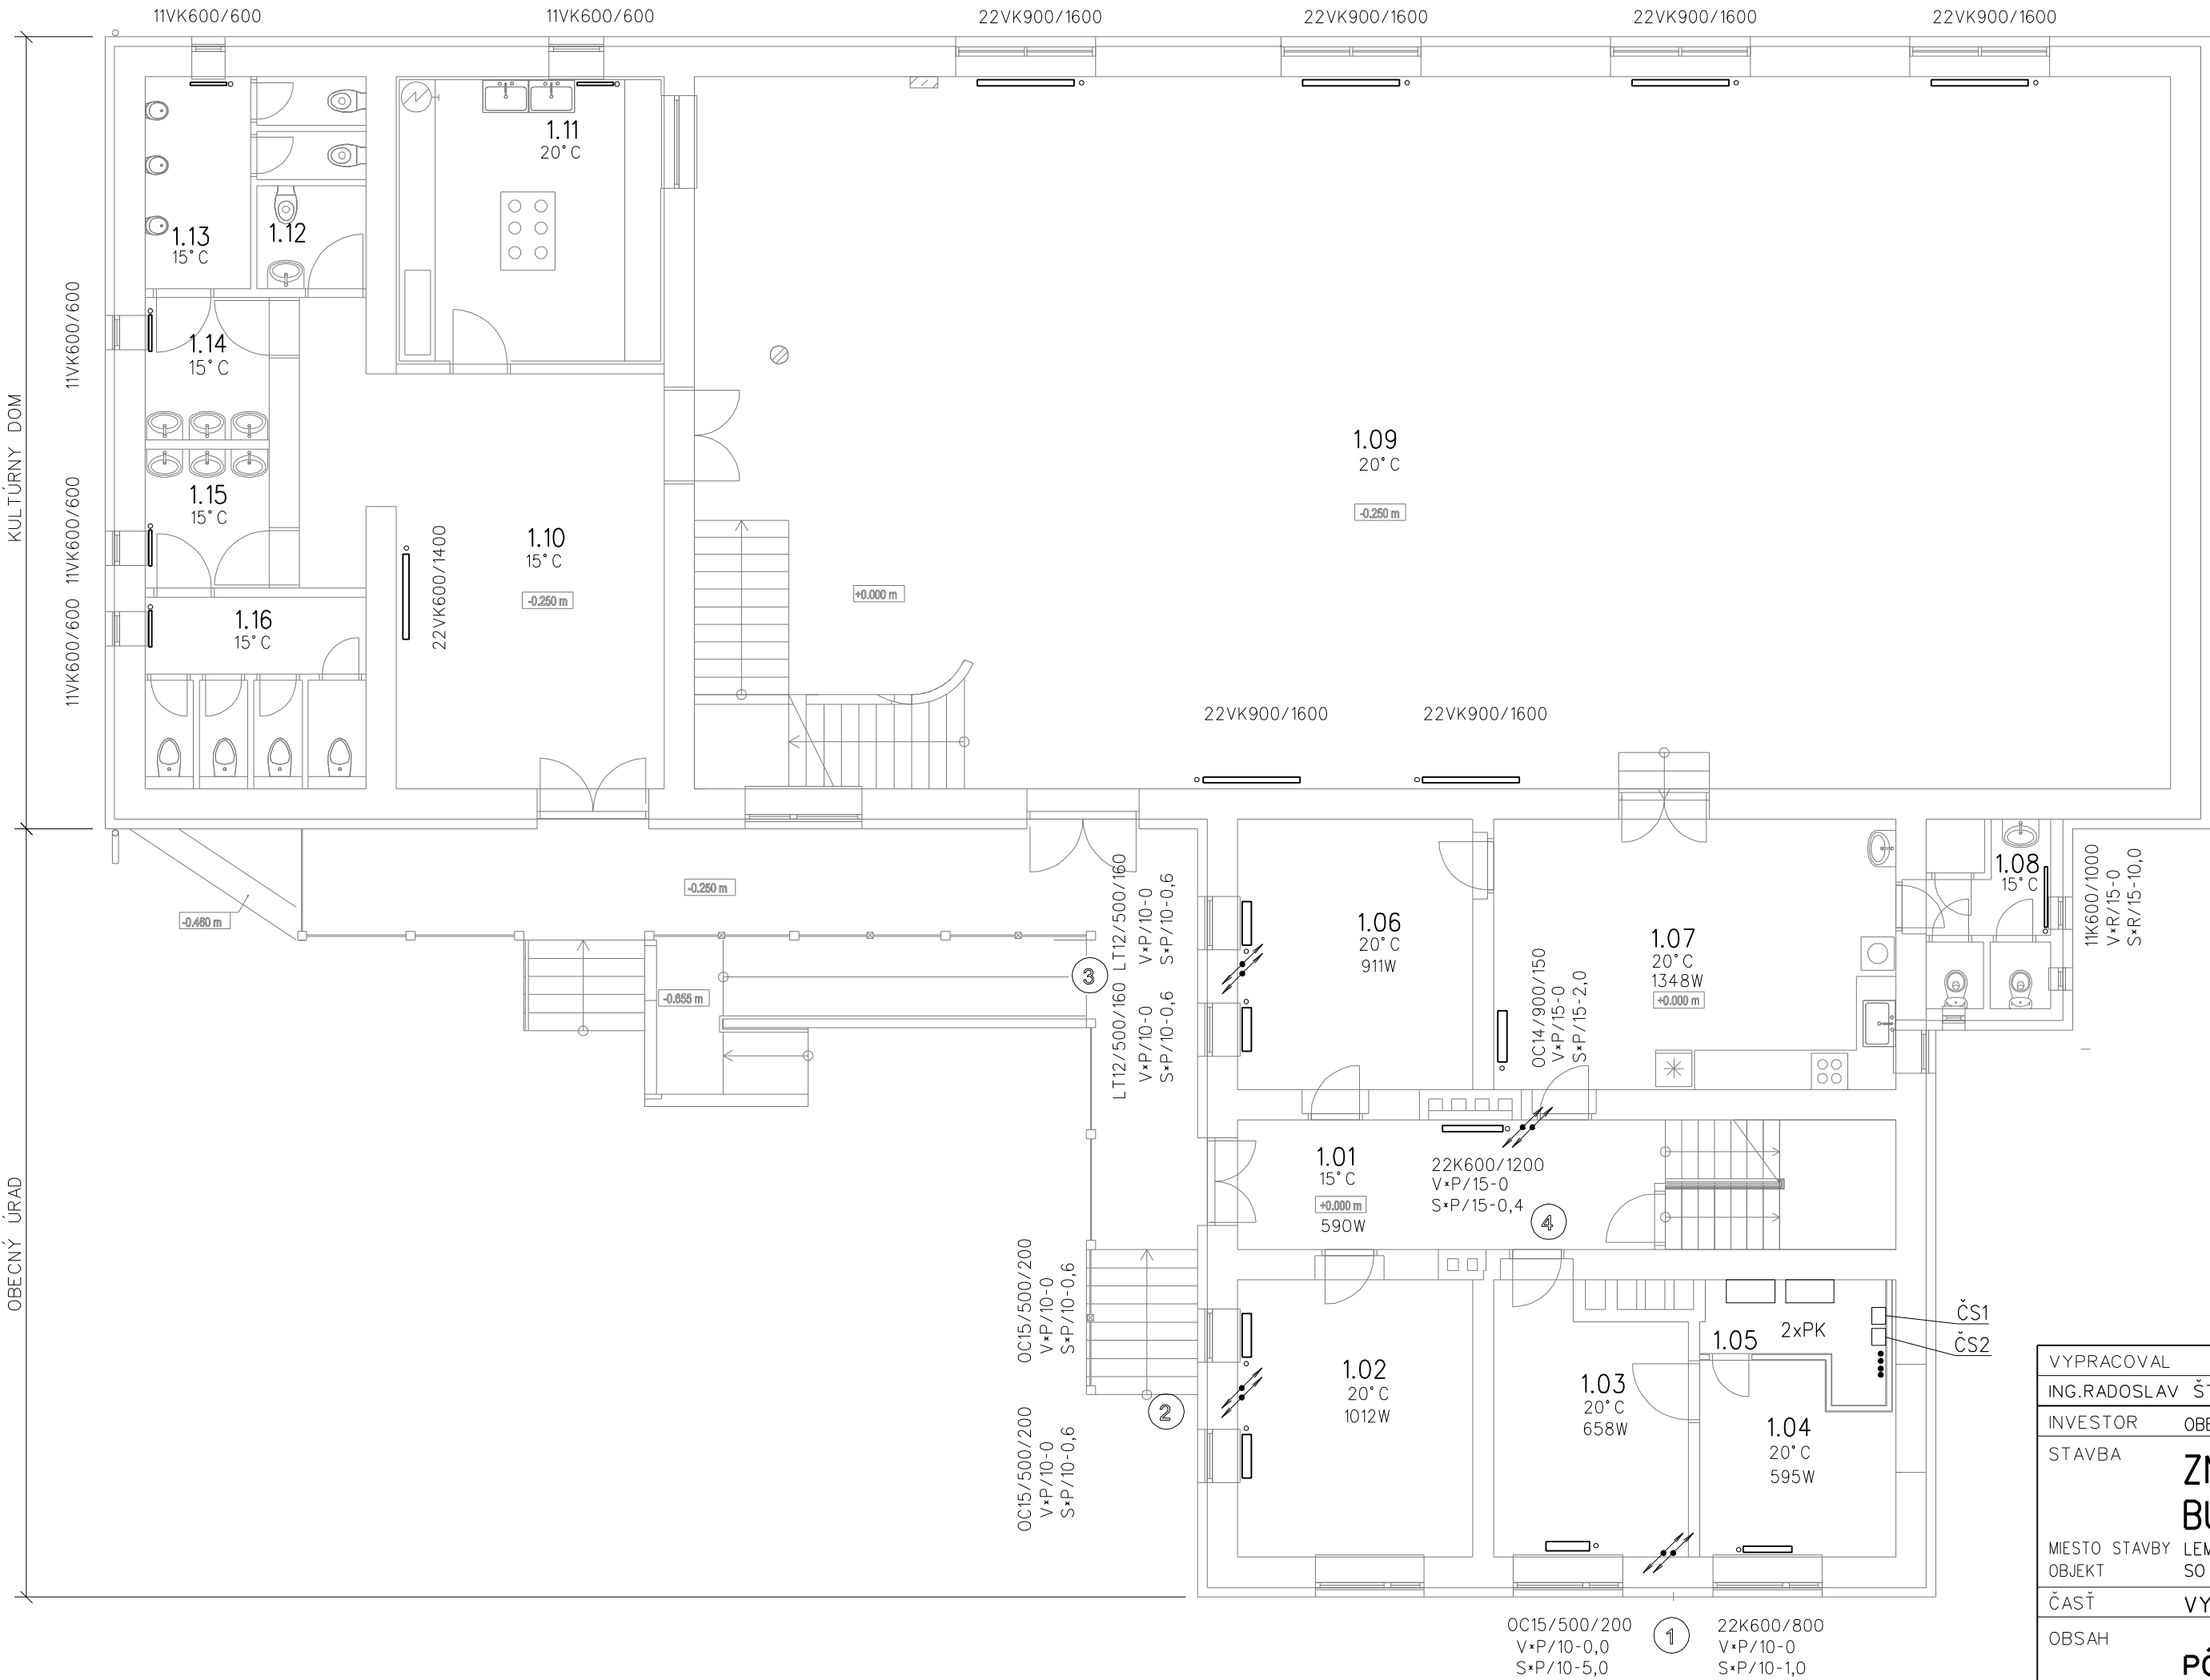 11VK600/600
11VK600/600
22VK900/1600
22VK900/1600
22VK900/1600
22VK900/1600
KULTÚRNY DOM
OBECNÝ ÚRAD
11VK600/600
11VK600/600
11VK600/600
1.13
15°C
1.12
1.11
20°C
1.14
15°C
1.15
15°C
1.16
15°C
22VK600/1400
1.10
15°C
-0.250 m
1.09
20°C
-0.250 m
+0.000 m
22VK900/1600
22VK900/1600
-0.460 m
-0.250 m
-0.655 m
3
LT12/500/160
V×P/10-0
S×P/10-0,6
LT12/500/160
V×P/10-0
S×P/10-0,6
1.06
20°C
911W
OC14/900/150
V×P/15-0
S×P/15-2,0
1.07
20°C
1348W
+0.000 m
1.08
15°C
11K600/1000
V×R/15-0
S×R/15-10,0
1.01
15°C
+0.000 m
590W
22K600/1200
V×P/15-0
S×P/15-0,4
4
OC15/500/200
V×P/10-0
S×P/10-0,6
OC15/500/200
V×P/10-0
S×P/10-0,6
2
1.02
20°C
1012W
1.03
20°C
658W
1.05
2xPK
ČS1
ČS2
1.04
20°C
595W
OC15/500/200
V×P/10-0,0
S×P/10-5,0
1
22K600/800
V×P/10-0
S×P/10-1,0
VYPRACOVAL
ING.RADOSLAV
INVESTOR
STAVBA
MIESTO STAVBY
OBJEKT SO
ČASŤ
OBSAH